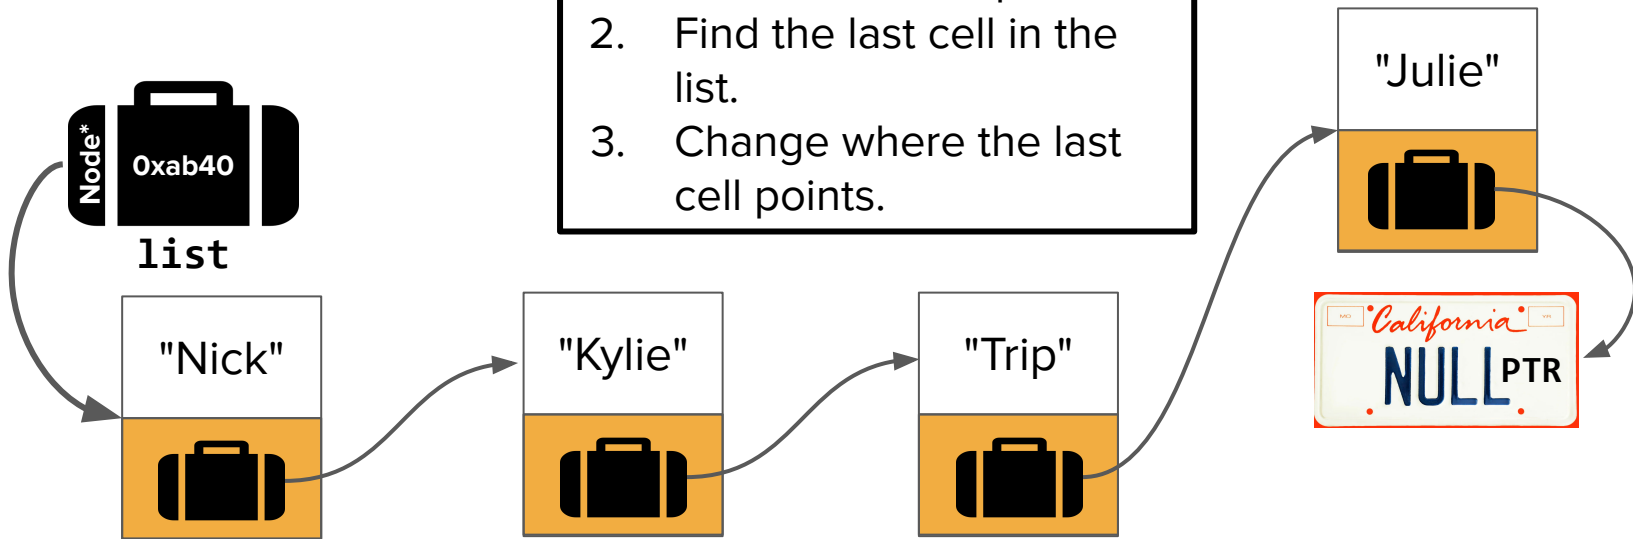 2. Find the last cell in the
list.
3. Change where the last
cell points.
"Julie"
Node*
0xab40
list
"Nick"
"Kylie"
"Trip"
California
NULL
PTR